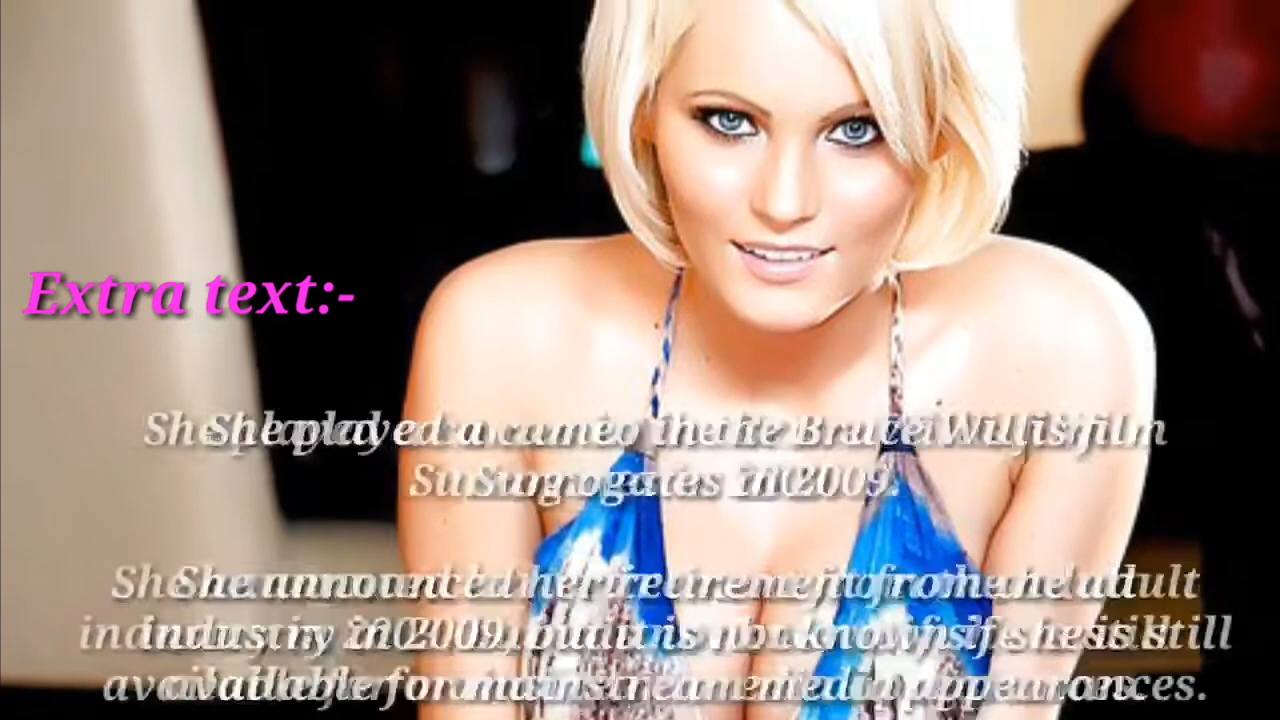 Extra text:-
She played a cameo in the Bruce Willis film
Surrogates in 2009.
She announced her retirement from the adult
industry in 2009, but it is not known if she is still
available for mainstream media appearances.